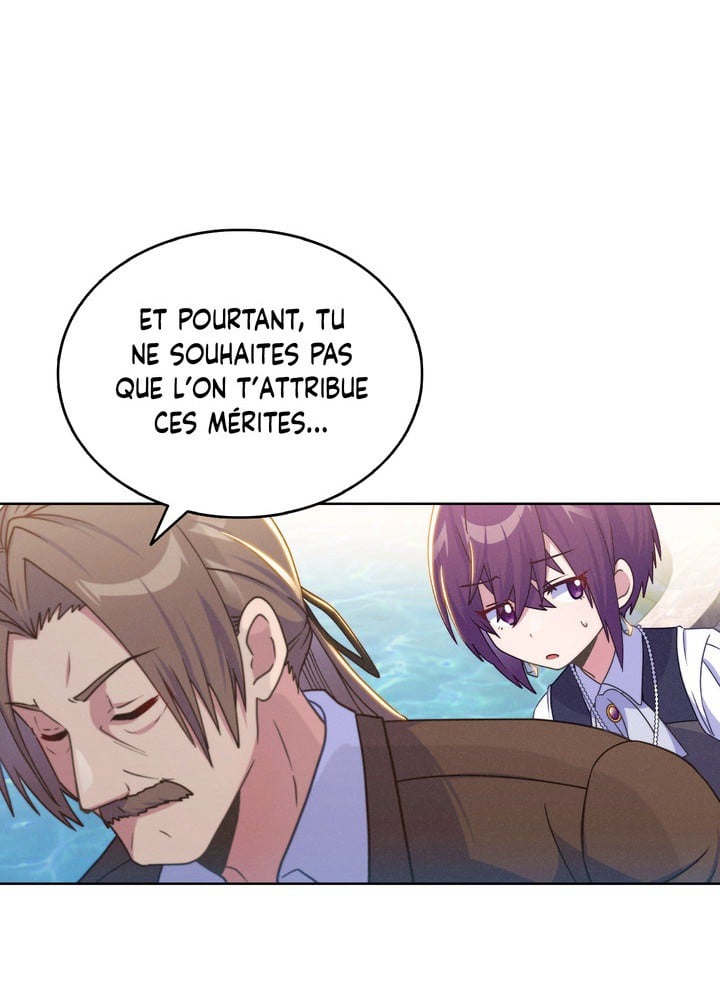 ET POURTANT, TU
NE SOUHAITES PAS
QUE L'ON T'ATTRIBUE
CES MÉRITES...